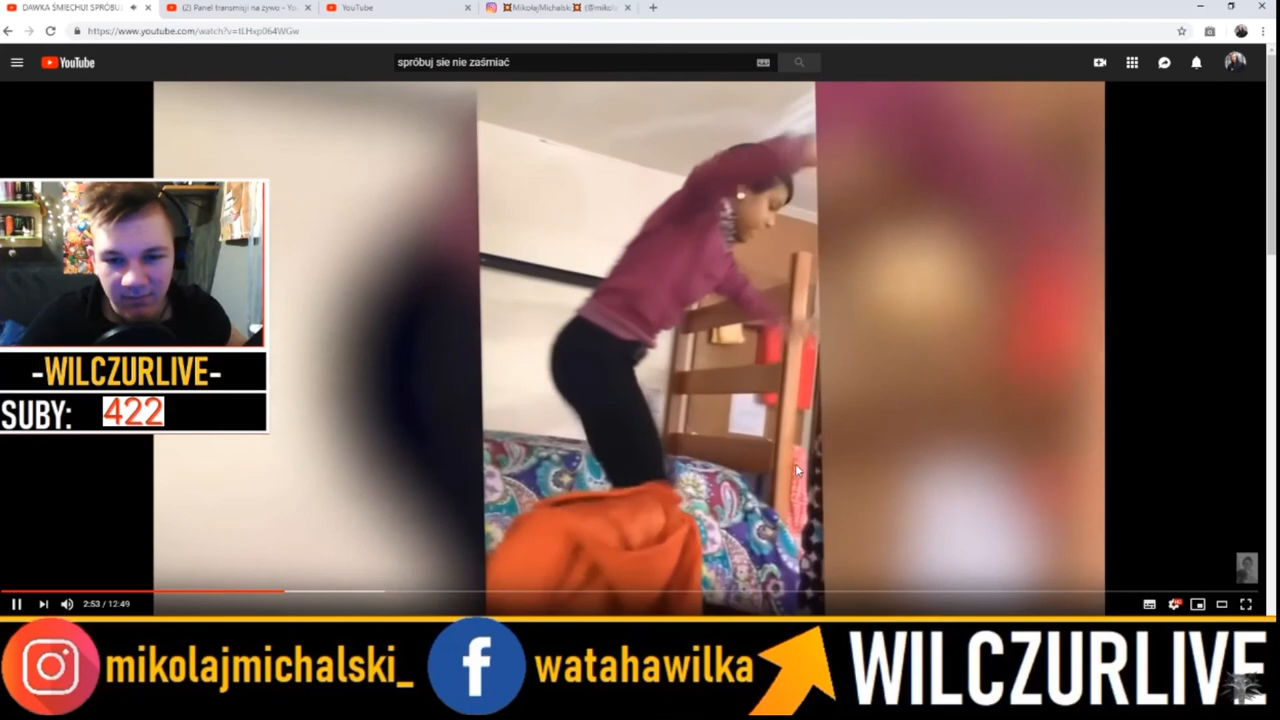 DAWKA ŚMIECHU! SPRÓBUJ
(2) Panel transmisji na żywo - Yo
YouTube
💥MikołajMichalski💥 (@mikola
https://www.youtube.com/watch?v=tLHxp064WGw
YouTube
spróbuj sie nie zaśmiać
-WILCZURLIVE-
SUBY: 422
2:53 / 12:49
mikolajmichalski_
watahawilka
WILCZURLIVE